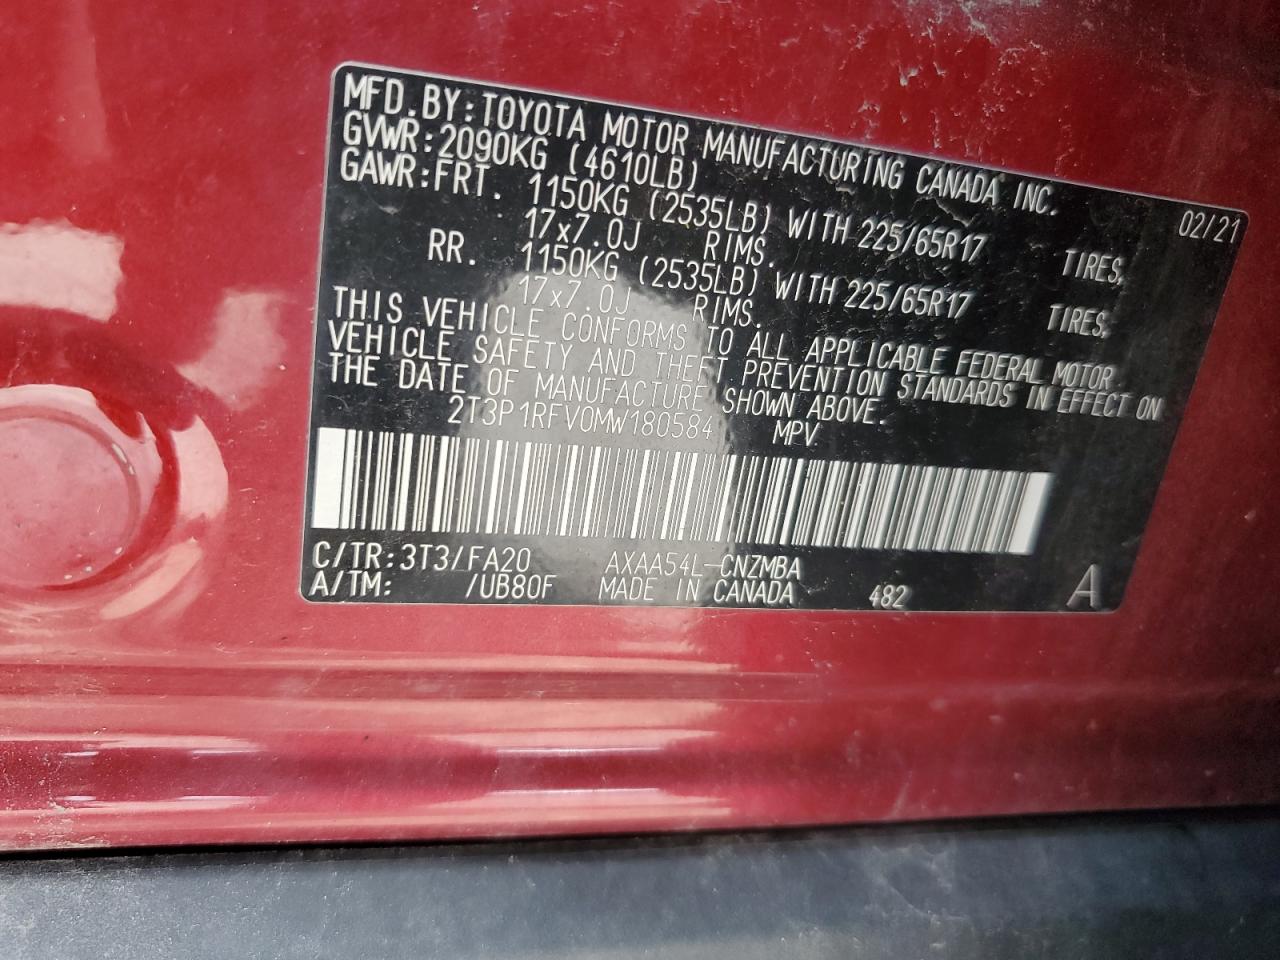 MFD.BY:TOYOTA MOTOR MANUFACTURING CANADA INC. 02/21
GVWR:2090KG (4610LB)
GAWR:FRT. 1150KG (2535LB) WITH 225/65R17 TIRES,
17x7.0J RIMS.
RR. 1150KG (2535LB) WITH 225/65R17 TIRES,
17x7.0J RIMS.
THIS VEHICLE CONFORMS TO ALL APPLICABLE FEDERAL MOTOR
VEHICLE SAFETY AND THEFT PREVENTION STANDARDS IN EFFECT ON
THE DATE OF MANUFACTURE SHOWN ABOVE.
2T3P1RFV0MW180584 MPV
C/TR:3T3/FA20 AXAA54L-CNZMBA
A/TM: /UB80F MADE IN CANADA 482 A